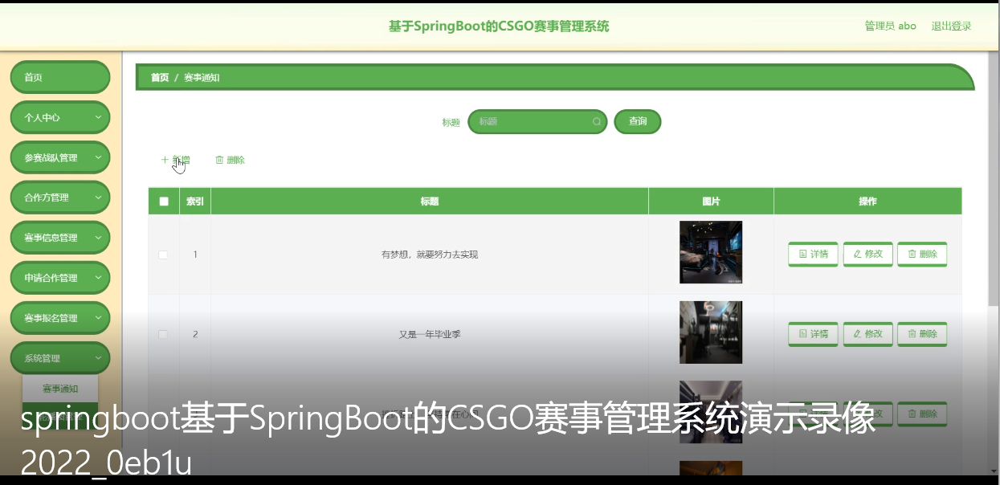 基于SpringBoot的CSGO赛事管理系统
管理员 abo 退出登录
首页
个人中心
参赛战队管理
合作方管理
赛事信息管理
申请合作管理
赛事报名管理
系统管理
赛事通知
首页 / 赛事通知
标题 标题 查询
新增 删除
索引 标题 图片 操作
1 有梦想，就要努力去实现 详情 修改 删除
2 又是一年毕业季 详情 修改 删除
删除
springboot基于SpringBoot的CSGO赛事管理系统演示录像
2022_0eb1u